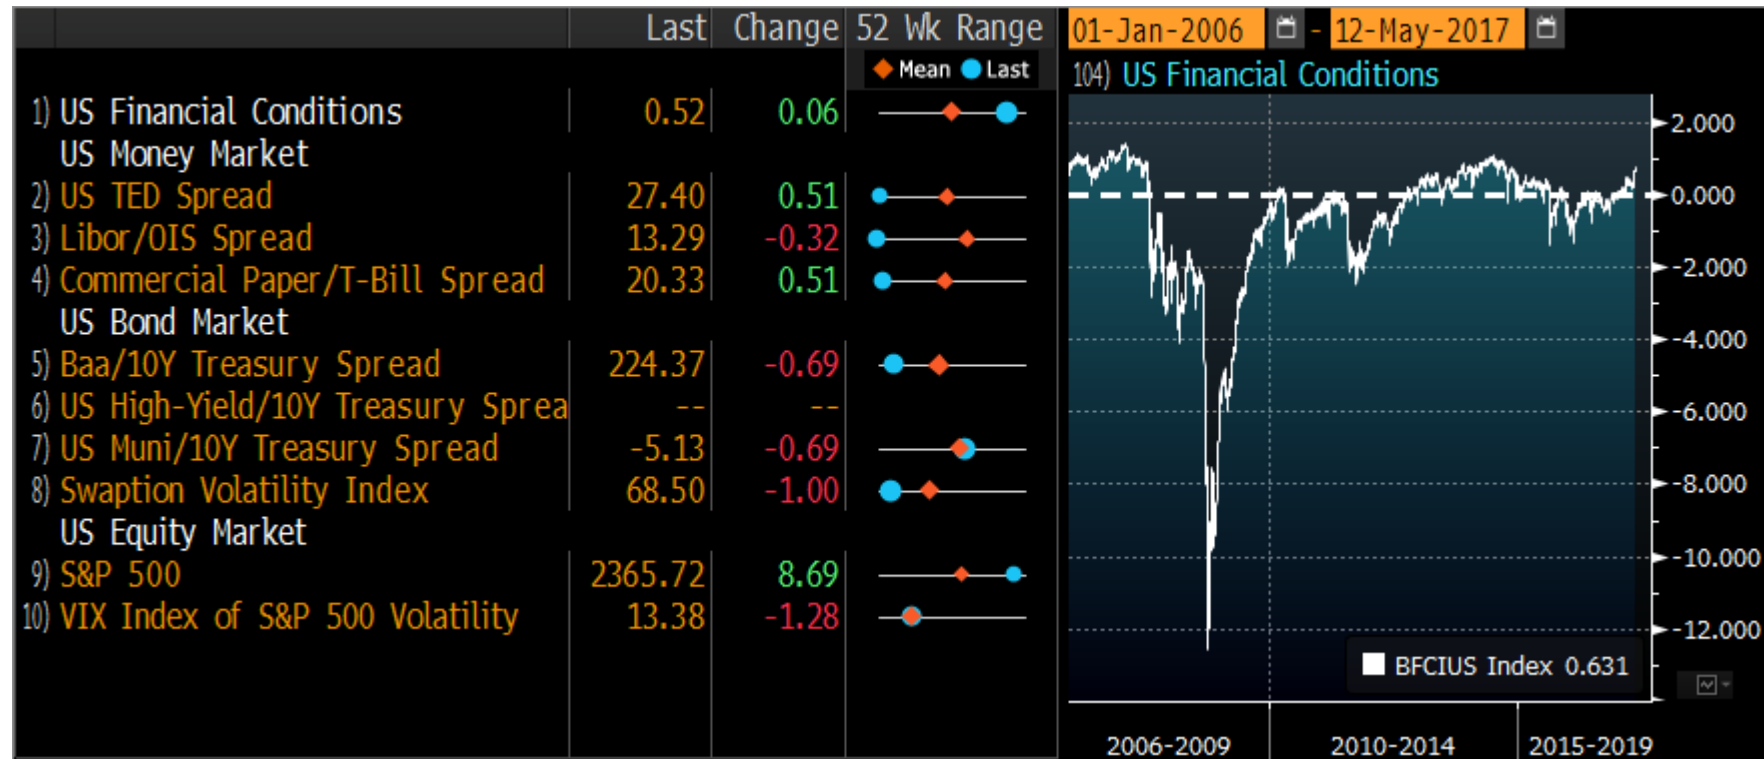 Last Change 52 Wk Range
Mean Last
1) US Financial Conditions 0.52 0.06
US Money Market
2) US TED Spread 27.40 0.51
3) Libor/OIS Spread 13.29 -0.32
4) Commercial Paper/T-Bill Spread 20.33 0.51
US Bond Market
5) Baa/10Y Treasury Spread 224.37 -0.69
6) US High-Yield/10Y Treasury Sprea -- --
7) US Muni/10Y Treasury Spread -5.13 -0.69
8) Swaption Volatility Index 68.50 -1.00
US Equity Market
9) S&P 500 2365.72 8.69
10) VIX Index of S&P 500 Volatility 13.38 -1.28
01-Jan-2006 - 12-May-2017
104) US Financial Conditions
2.000
0.000
-2.000
-4.000
-6.000
-8.000
-10.000
-12.000
BFCIUS Index 0.631
2006-2009 2010-2014 2015-2019